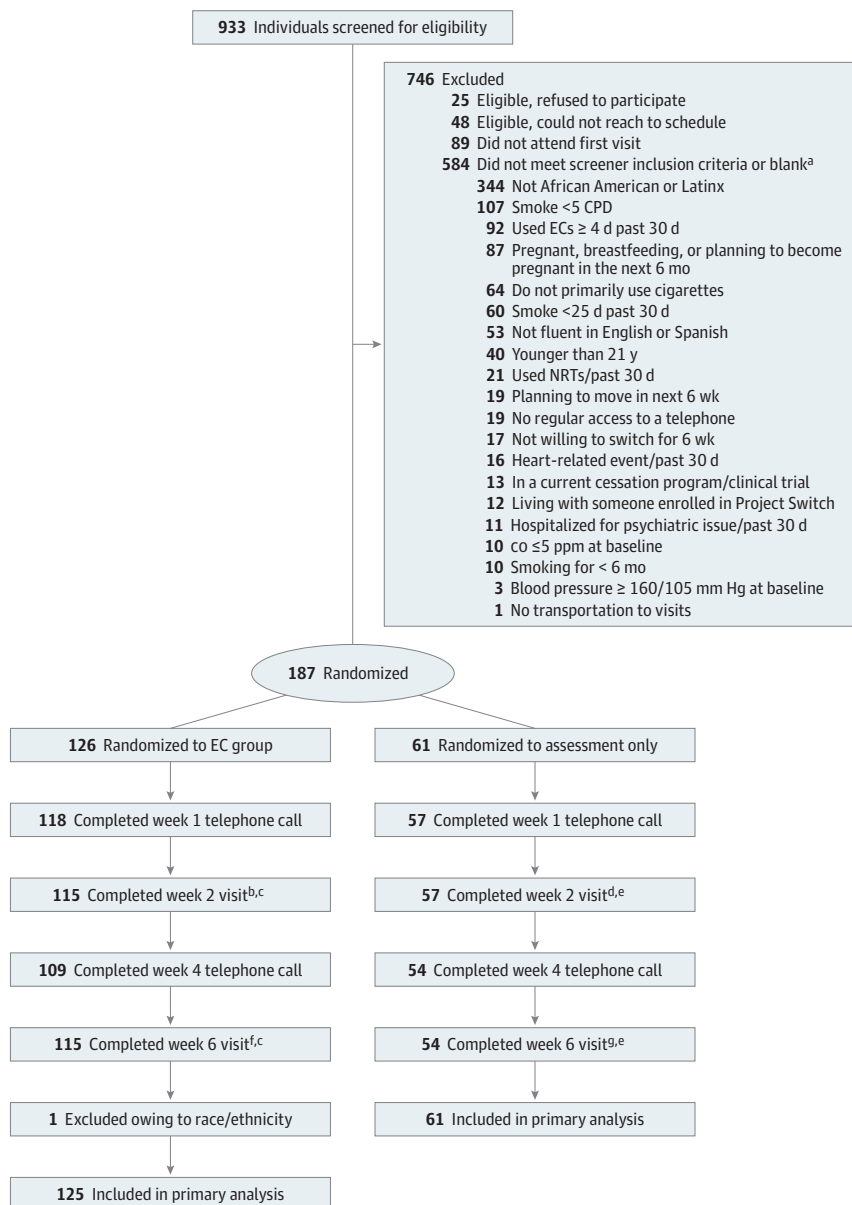 933 Individuals screened for eligibility
746 Excluded
25 Eligible, refused to participate
48 Eligible, could not reach to schedule
89 Did not attend first visit
584 Did not meet screener inclusion criteria or blankᵃ
344 Not African American or Latinx
107 Smoke <5 CPD
92 Used ECs ≥ 4 d past 30 d
87 Pregnant, breastfeeding, or planning to become
pregnant in the next 6 mo
64 Do not primarily use cigarettes
60 Smoke <25 d past 30 d
53 Not fluent in English or Spanish
40 Younger than 21 y
21 Used NRTs/past 30 d
19 Planning to move in next 6 wk
19 No regular access to a telephone
17 Not willing to switch for 6 wk
16 Heart-related event/past 30 d
13 In a current cessation program/clinical trial
12 Living with someone enrolled in Project Switch
11 Hospitalized for psychiatric issue/past 30 d
10 CO ≤5 ppm at baseline
10 Smoking for < 6 mo
3 Blood pressure ≥ 160/105 mm Hg at baseline
1 No transportation to visits
187 Randomized
126 Randomized to EC group
61 Randomized to assessment only
118 Completed week 1 telephone call
57 Completed week 1 telephone call
115 Completed week 2 visitᵇ,ᶜ
57 Completed week 2 visitᵈ,ᵉ
109 Completed week 4 telephone call
54 Completed week 4 telephone call
115 Completed week 6 visitᶠ,ᶜ
54 Completed week 6 visitᵍ,ᵉ
1 Excluded owing to race/ethnicity
61 Included in primary analysis
125 Included in primary analysis